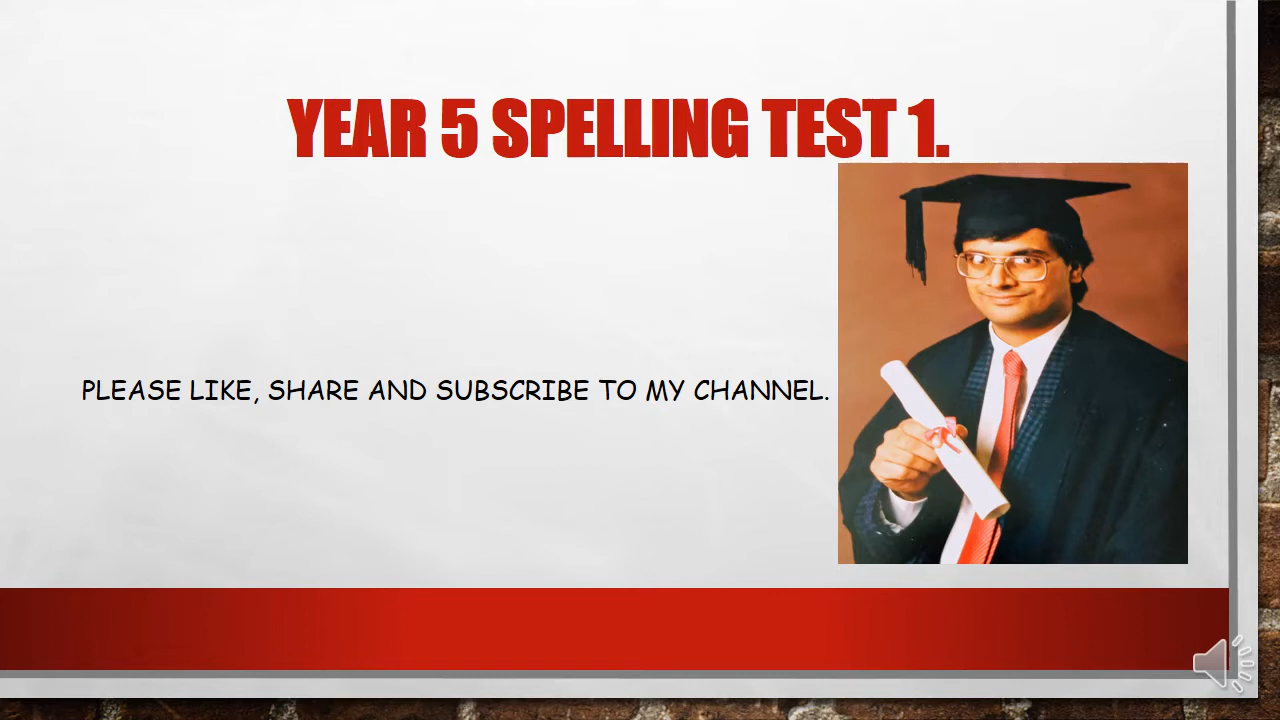 YEAR 5 SPELLING TEST 1.
PLEASE LIKE, SHARE AND SUBSCRIBE TO MY CHANNEL.